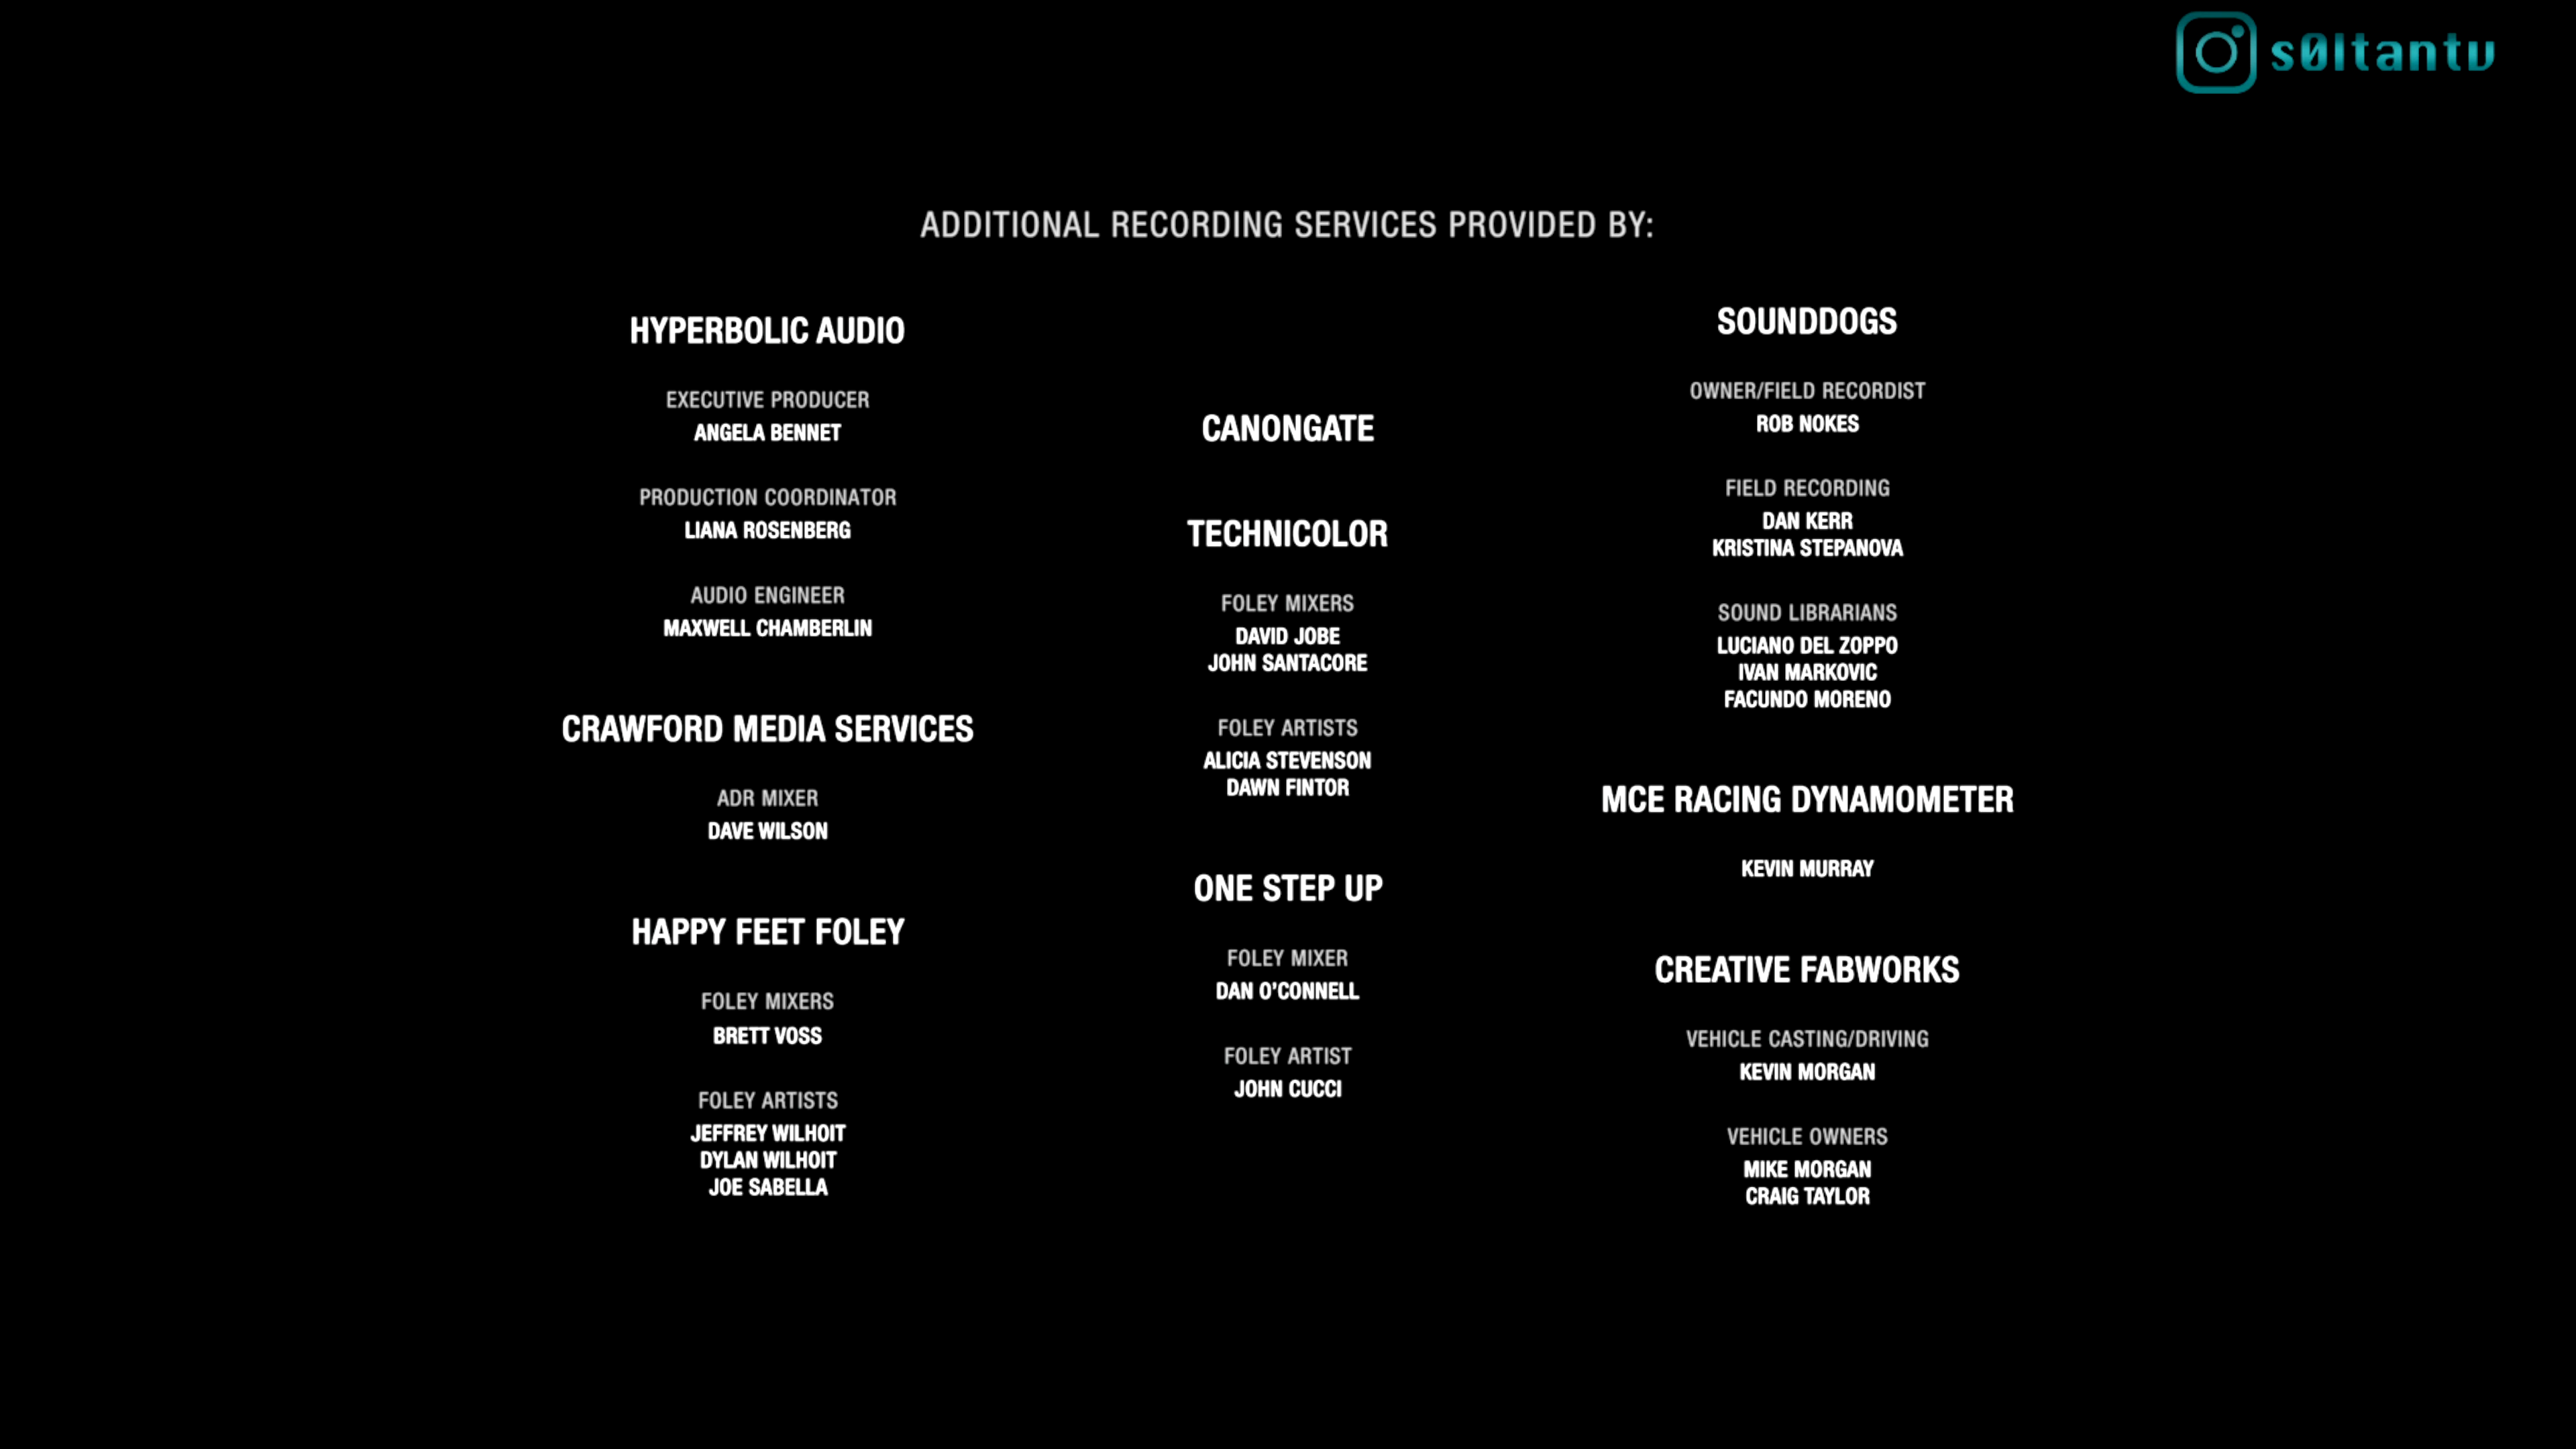 s0ltantv
ADDITIONAL RECORDING SERVICES PROVIDED BY:
HYPERBOLIC AUDIO
EXECUTIVE PRODUCER
ANGELA BENNET
PRODUCTION COORDINATOR
LIANA ROSENBERG
AUDIO ENGINEER
MAXWELL CHAMBERLIN
CRAWFORD MEDIA SERVICES
ADR MIXER
DAVE WILSON
HAPPY FEET FOLEY
FOLEY MIXERS
BRETT VOSS
FOLEY ARTISTS
JEFFREY WILHOIT
DYLAN WILHOIT
JOE SABELLA
CANONGATE
TECHNICOLOR
FOLEY MIXERS
DAVID JOBE
JOHN SANTACORE
FOLEY ARTISTS
ALICIA STEVENSON
DAWN FINTOR
ONE STEP UP
FOLEY MIXER
DAN O'CONNELL
FOLEY ARTIST
JOHN CUCCI
SOUNDDOGS
OWNER/FIELD RECORDIST
ROB NOKES
FIELD RECORDING
DAN KERR
KRISTINA STEPANOVA
SOUND LIBRARIANS
LUCIANO DEL ZOPPO
IVAN MARKOVIC
FACUNDO MORENO
MCE RACING DYNAMOMETER
KEVIN MURRAY
CREATIVE FABWORKS
VEHICLE CASTING/DRIVING
KEVIN MORGAN
VEHICLE OWNERS
MIKE MORGAN
CRAIG TAYLOR